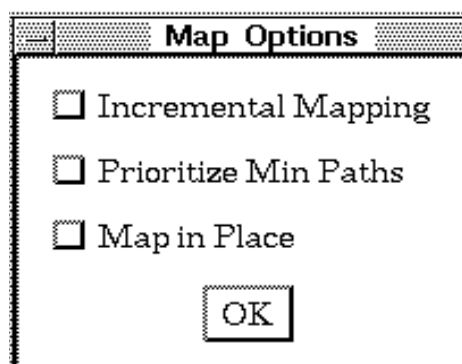 Map Options
Incremental Mapping
Prioritize Min Paths
Map in Place
OK